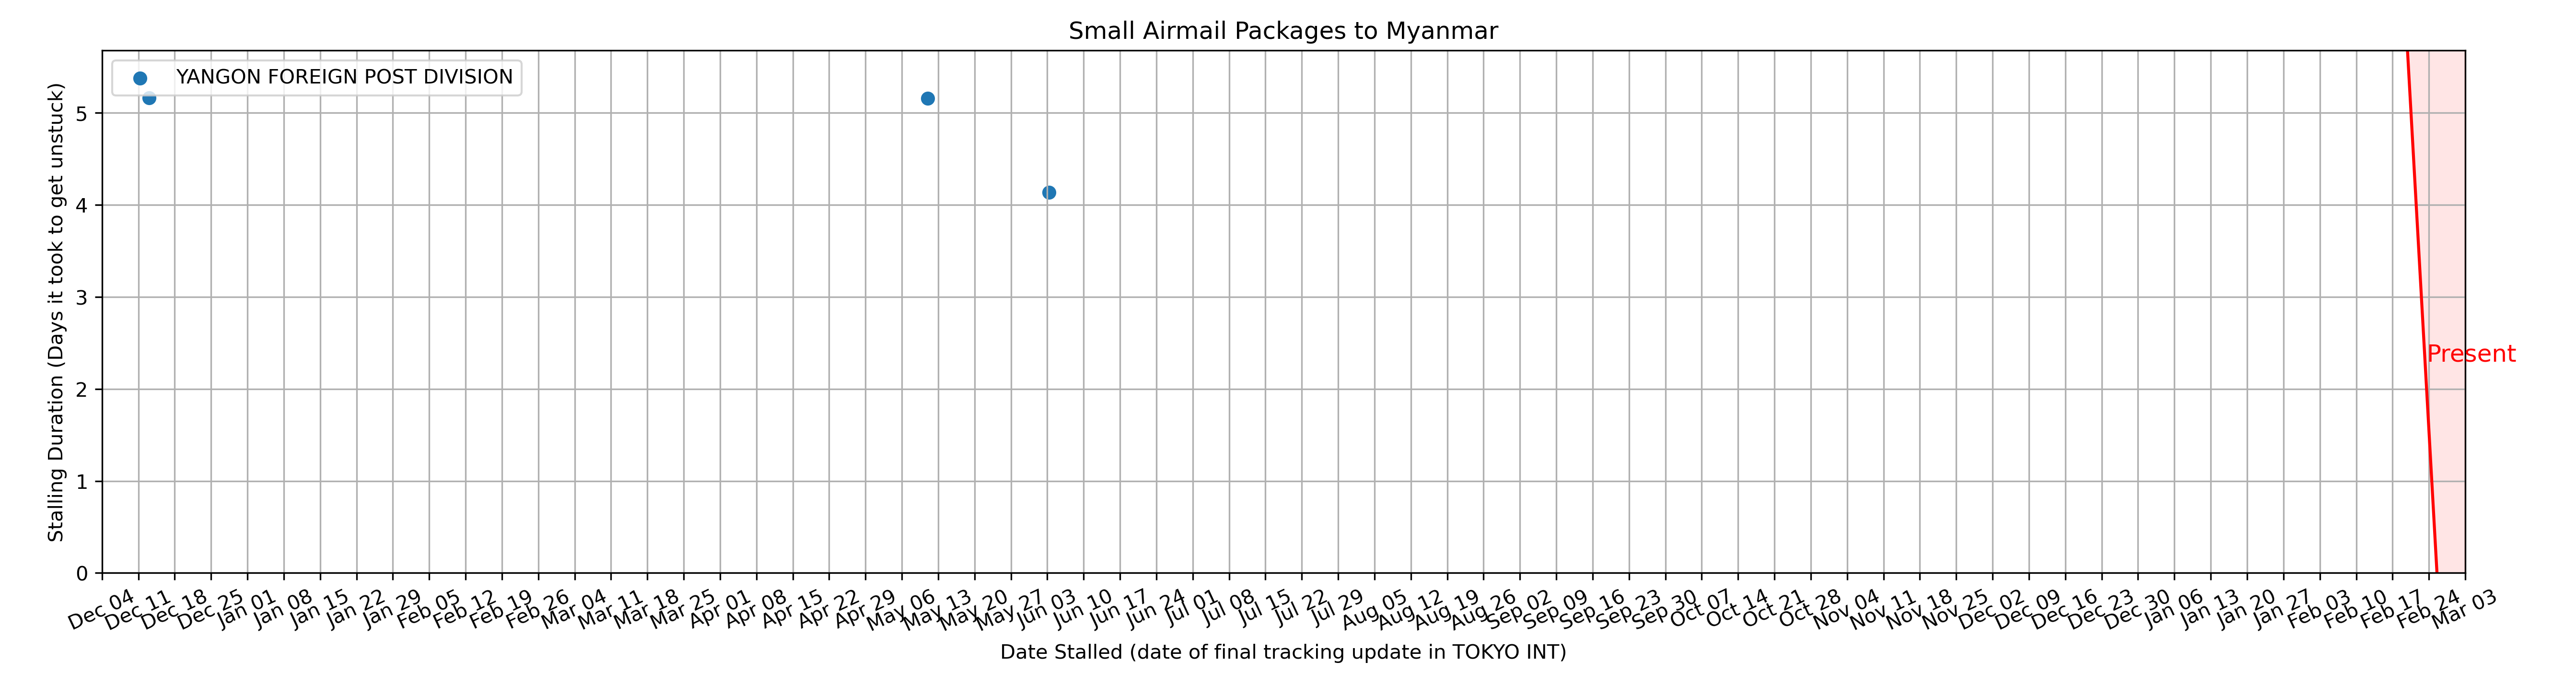 Small Airmail Packages to Myanmar
YANGON FOREIGN POST DIVISION
Stalling Duration (Days it took to get unstuck)
5
4
3
2
1
0
Present
Dec 04
Dec 11
Dec 18
Dec 25
Jan 01
Jan 08
Jan 15
Jan 22
Jan 29
Feb 05
Feb 12
Feb 19
Feb 26
Mar 04
Mar 11
Mar 18
Mar 25
Apr 01
Apr 08
Apr 15
Apr 22
Apr 29
May 06
May 13
May 20
May 27
Jun 03
Jun 10
Jun 17
Jun 24
Jul 01
Jul 08
Jul 15
Jul 22
Jul 29
Aug 05
Aug 12
Aug 19
Aug 26
Sep 02
Sep 09
Sep 16
Sep 23
Sep 30
Oct 07
Oct 14
Oct 21
Oct 28
Nov 04
Nov 11
Nov 18
Nov 25
Dec 02
Dec 09
Dec 16
Dec 23
Dec 30
Jan 06
Jan 13
Jan 20
Jan 27
Feb 03
Feb 10
Feb 17
Feb 24
Mar 03
Date Stalled (date of final tracking update in TOKYO INT)